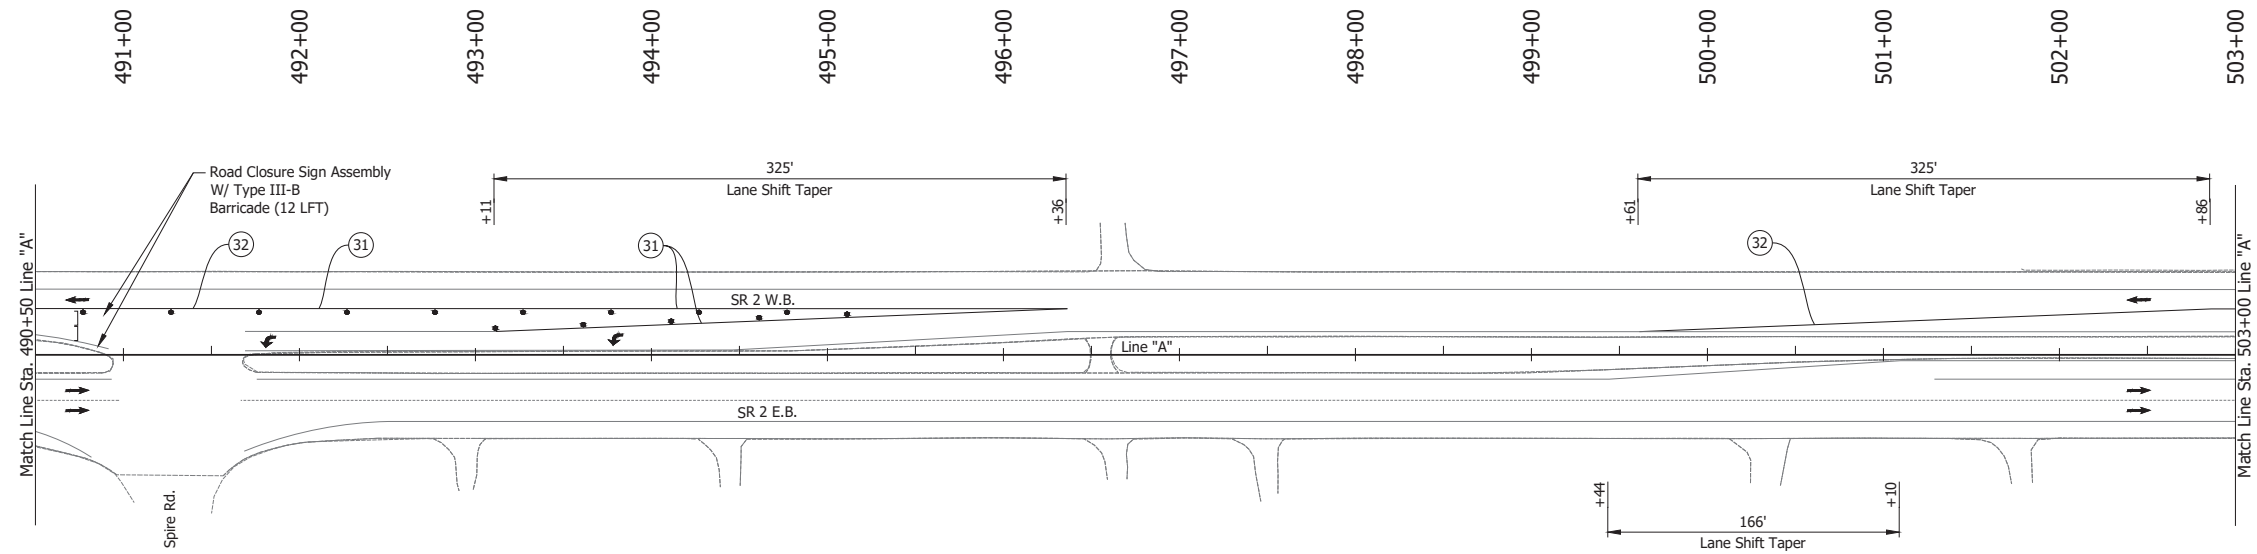 491+00
492+00
493+00
494+00
495+00
496+00
497+00
498+00
499+00
500+00
501+00
502+00
503+00
Road Closure Sign Assembly
W/ Type III-B
Barricade (12 LFT)
325'
Lane Shift Taper
+11
+36
325'
Lane Shift Taper
+61
+86
32
31
31
32
SR 2 W.B.
Line "A"
SR 2 E.B.
Match Line Sta. 490+50 Line "A"
Match Line Sta. 503+00 Line "A"
Spire Rd.
+44
+10
166'
Lane Shift Taper